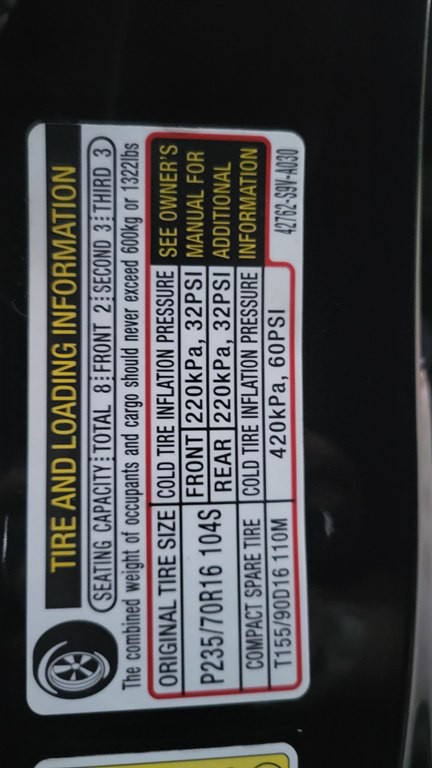 TIRE AND LOADING INFORMATION
SEATING CAPACITY TOTAL 8 FRONT 2 SECOND 3 THIRD 3
The combined weight of occupants and cargo should never exceed 600kg or 1322lbs
ORIGINAL TIRE SIZE COLD TIRE INFLATION PRESSURE
P235/70R16 104S
FRONT 220kPa, 32PSI
REAR 220kPa, 32PSI
SEE OWNER'S
MANUAL FOR
ADDITIONAL
INFORMATION
COMPACT SPARE TIRE COLD TIRE INFLATION PRESSURE
T155/90D16 110M 420kPa, 60PSI
42762-S9V-A030